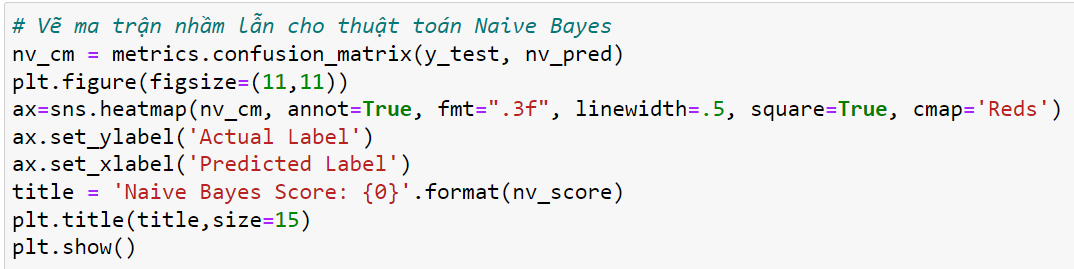 # Vẽ ma trận nhầm lẫn cho thuật toán Naive Bayes
nv_cm = metrics.confusion_matrix(y_test, nv_pred)
plt.figure(figsize=(11,11))
ax=sns.heatmap(nv_cm, annot=True, fmt=".3f", linewidth=.5, square=True, cmap='Reds')
ax.set_ylabel('Actual Label')
ax.set_xlabel('Predicted Label')
title = 'Naive Bayes Score: {0}'.format(nv_score)
plt.title(title,size=15)
plt.show()